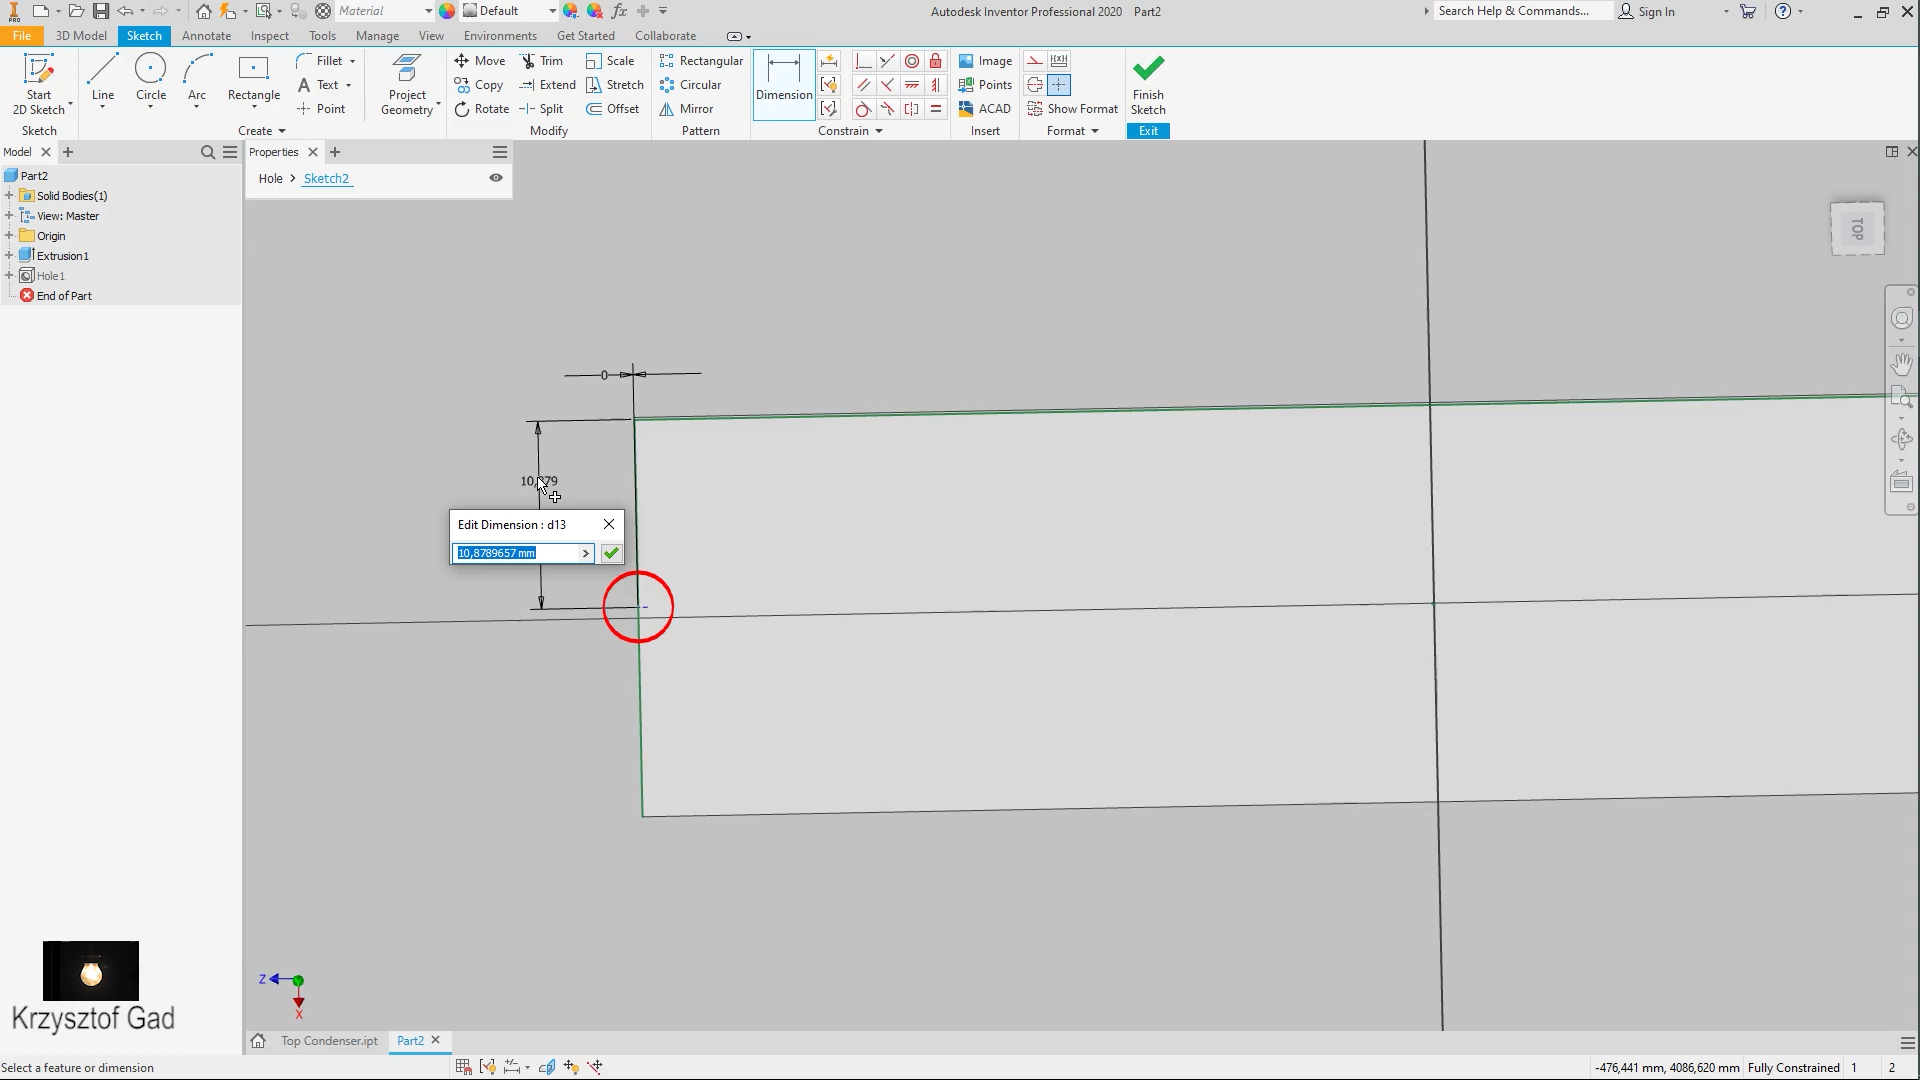 Material
Default
Autodesk Inventor Professional 2020 Part2
Search Help & Commands...
Sign In
File 3D Model Sketch Annotate Inspect Tools Manage View Environments Get Started Collaborate
Start
2D Sketch
Line
Circle
Arc
Rectangle
Fillet
Text
Point
Project
Geometry
Move
Copy
Rotate
Trim
Extend
Split
Scale
Stretch
Offset
Rectangular
Circular
Mirror
Dimension
Image
Points
ACAD
Show Format
Finish
Sketch
Sketch Create Modify Pattern Constrain Insert Format Exit
Model
Part2
Solid Bodies(1)
View: Master
Origin
Extrusion1
Hole1
End of Part
Properties
Hole > Sketch2
TOP
0
Edit Dimension : d13
10,8789657 mm
Z
X
Krzysztof Gad
Top Condenser.ipt Part2
Select a feature or dimension
-476,441 mm, 4086,620 mm Fully Constrained 1 2